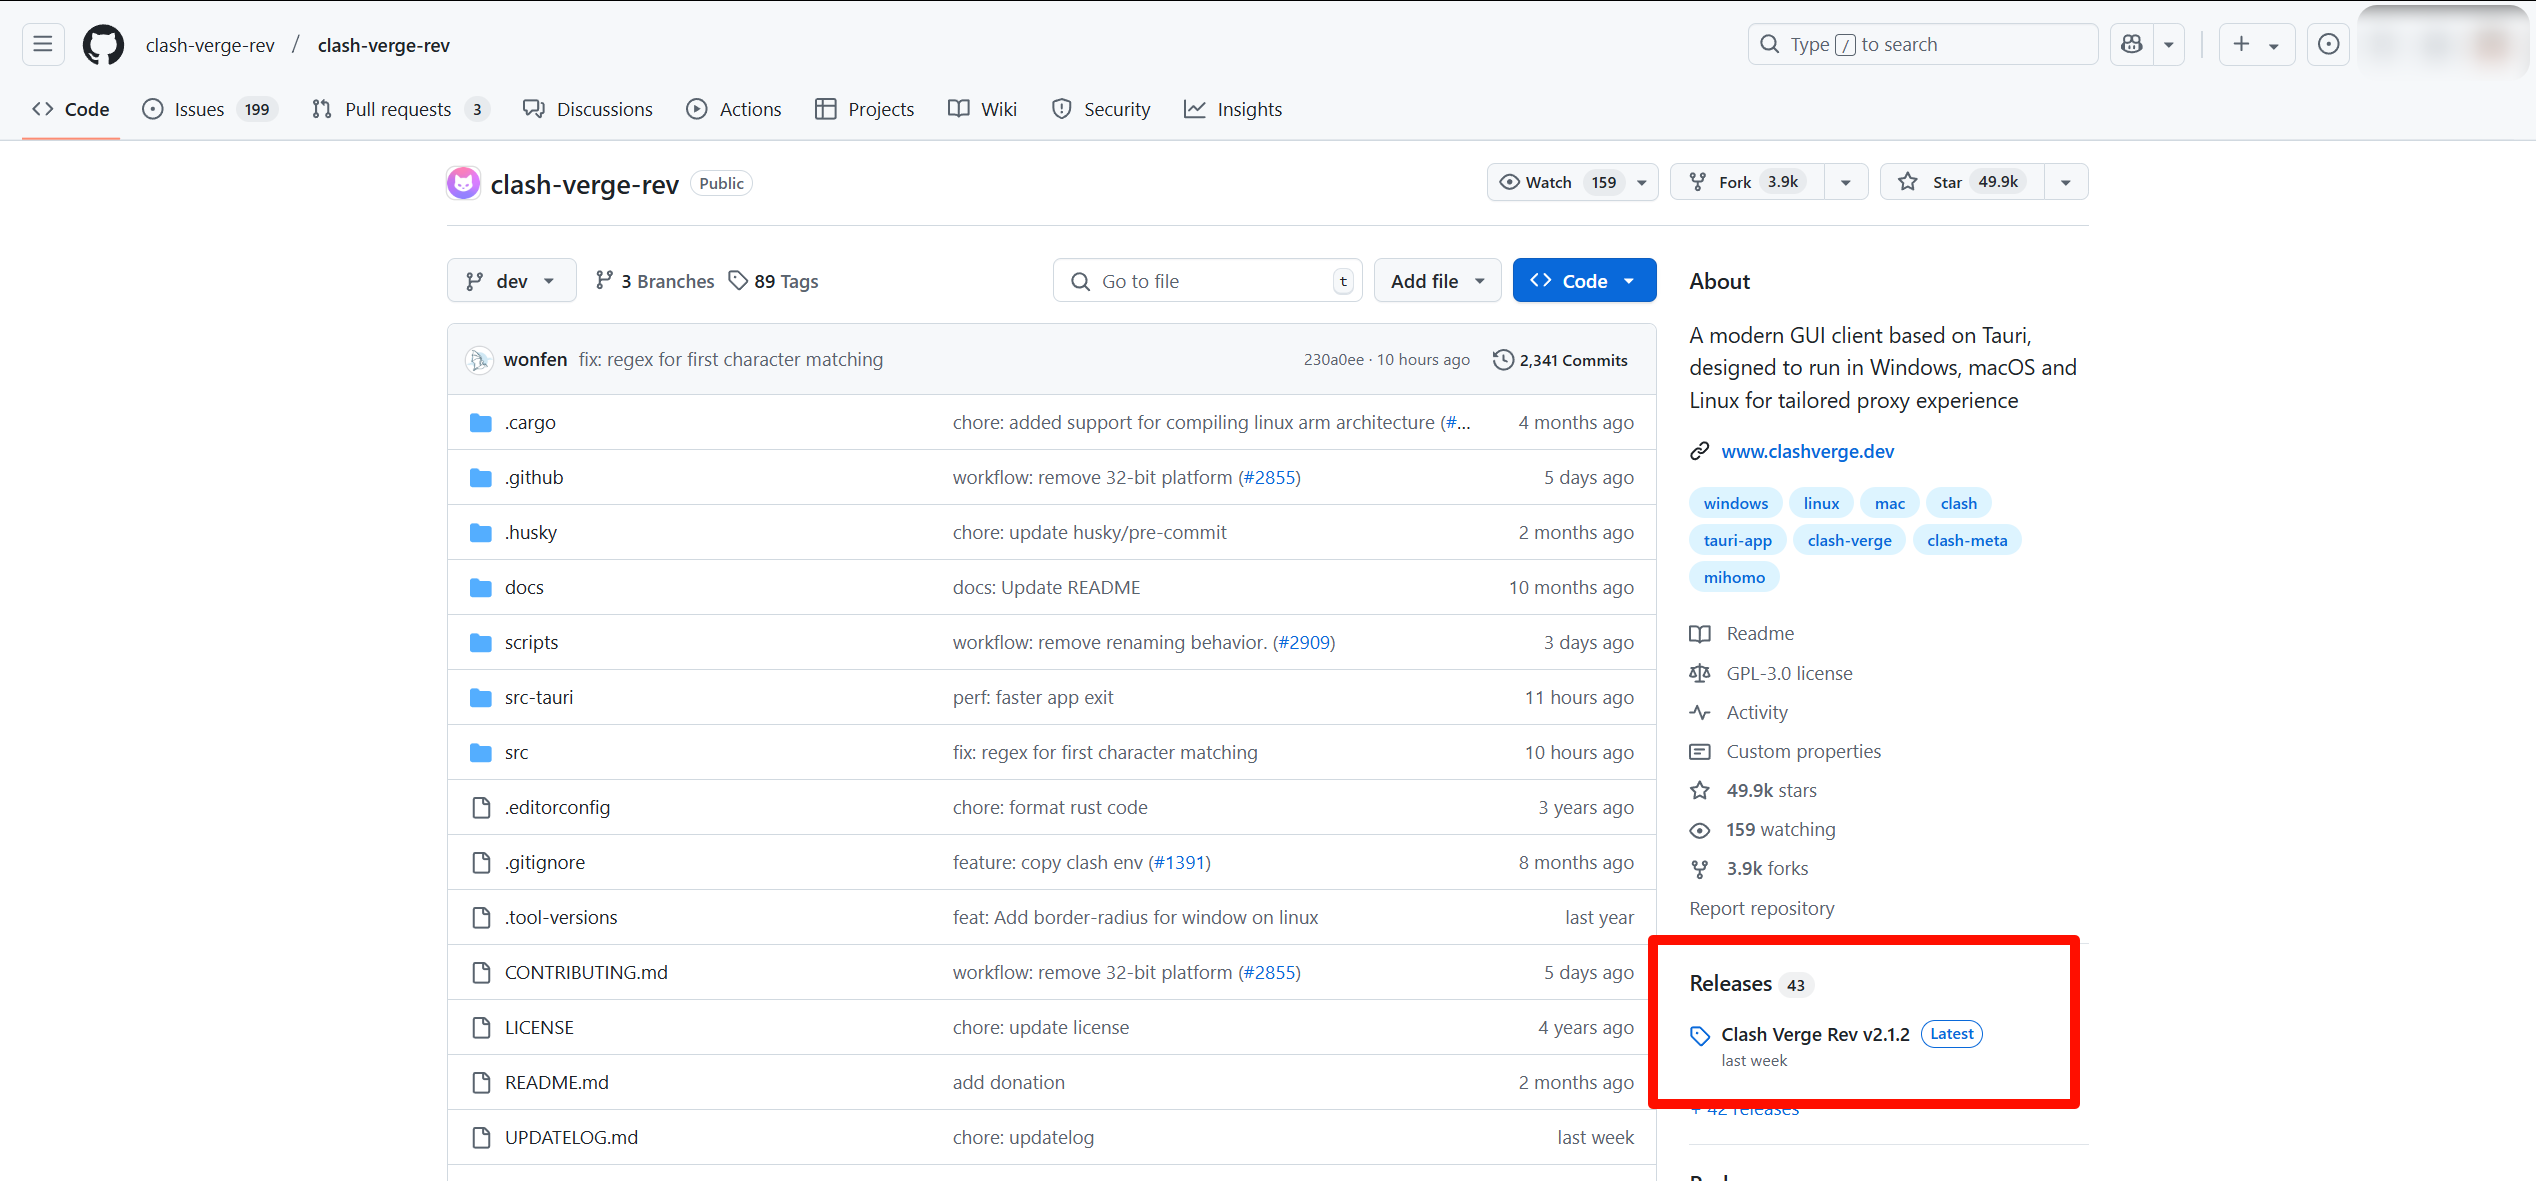 clash-verge-rev / clash-verge-rev
Type / to search
Code
Issues 199
Pull requests 3
Discussions
Actions
Projects
Wiki
Security
Insights
clash-verge-rev Public
Watch 159
Fork 3.9k
Star 49.9k
dev
3 Branches
89 Tags
Go to file t
Add file
Code
wonfen fix: regex for first character matching 230a0ee · 10 hours ago 2,341 Commits
.cargo chore: added support for compiling linux arm architecture (#... 4 months ago
.github workflow: remove 32-bit platform (#2855) 5 days ago
.husky chore: update husky/pre-commit 2 months ago
docs docs: Update README 10 months ago
scripts workflow: remove renaming behavior. (#2909) 3 days ago
src-tauri perf: faster app exit 11 hours ago
src fix: regex for first character matching 10 hours ago
.editorconfig chore: format rust code 3 years ago
.gitignore feature: copy clash env (#1391) 8 months ago
.tool-versions feat: Add border-radius for window on linux last year
CONTRIBUTING.md workflow: remove 32-bit platform (#2855) 5 days ago
LICENSE chore: update license 4 years ago
README.md add donation 2 months ago
UPDATELOG.md chore: updatelog last week
About
A modern GUI client based on Tauri,
designed to run in Windows, macOS and
Linux for tailored proxy experience
www.clashverge.dev
windows linux mac clash
tauri-app clash-verge clash-meta
mihomo
Readme
GPL-3.0 license
Activity
Custom properties
49.9k stars
159 watching
3.9k forks
Report repository
Releases 43
Clash Verge Rev v2.1.2 Latest
last week
+ 42 releases